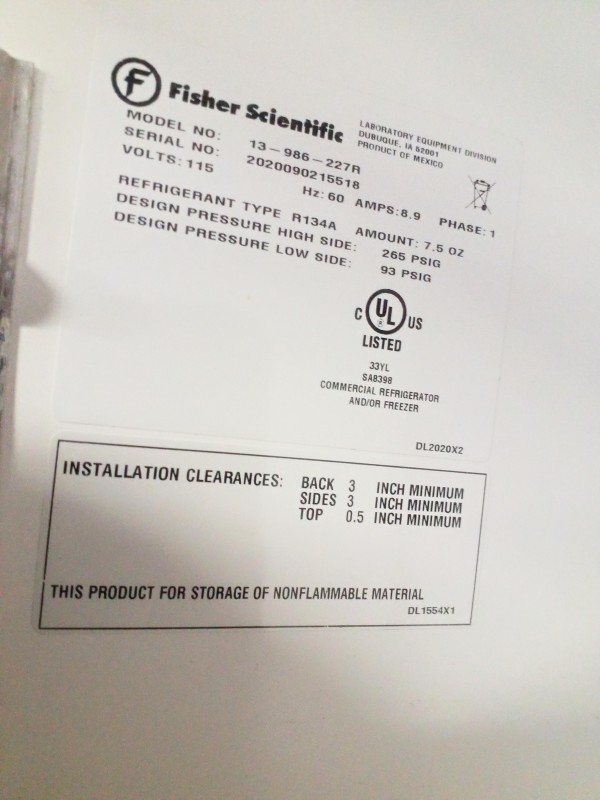 F Fisher Scientific
LABORATORY EQUIPMENT DIVISION
DUBUQUE, IA 52001
PRODUCT OF MEXICO
MODEL NO: 13-986-227R
SERIAL NO: 2020090215518
VOLTS: 115 Hz: 60 AMPS: 8.9 PHASE: 1
REFRIGERANT TYPE R134A AMOUNT: 7.5 OZ
DESIGN PRESSURE HIGH SIDE: 265 PSIG
DESIGN PRESSURE LOW SIDE: 93 PSIG
C UL US
®
LISTED
33YL
SA8398
COMMERCIAL REFRIGERATOR
AND/OR FREEZER
DL2020X2
INSTALLATION CLEARANCES: BACK 3 INCH MINIMUM
SIDES 3 INCH MINIMUM
TOP 0.5 INCH MINIMUM
THIS PRODUCT FOR STORAGE OF NONFLAMMABLE MATERIAL
DL1554X1